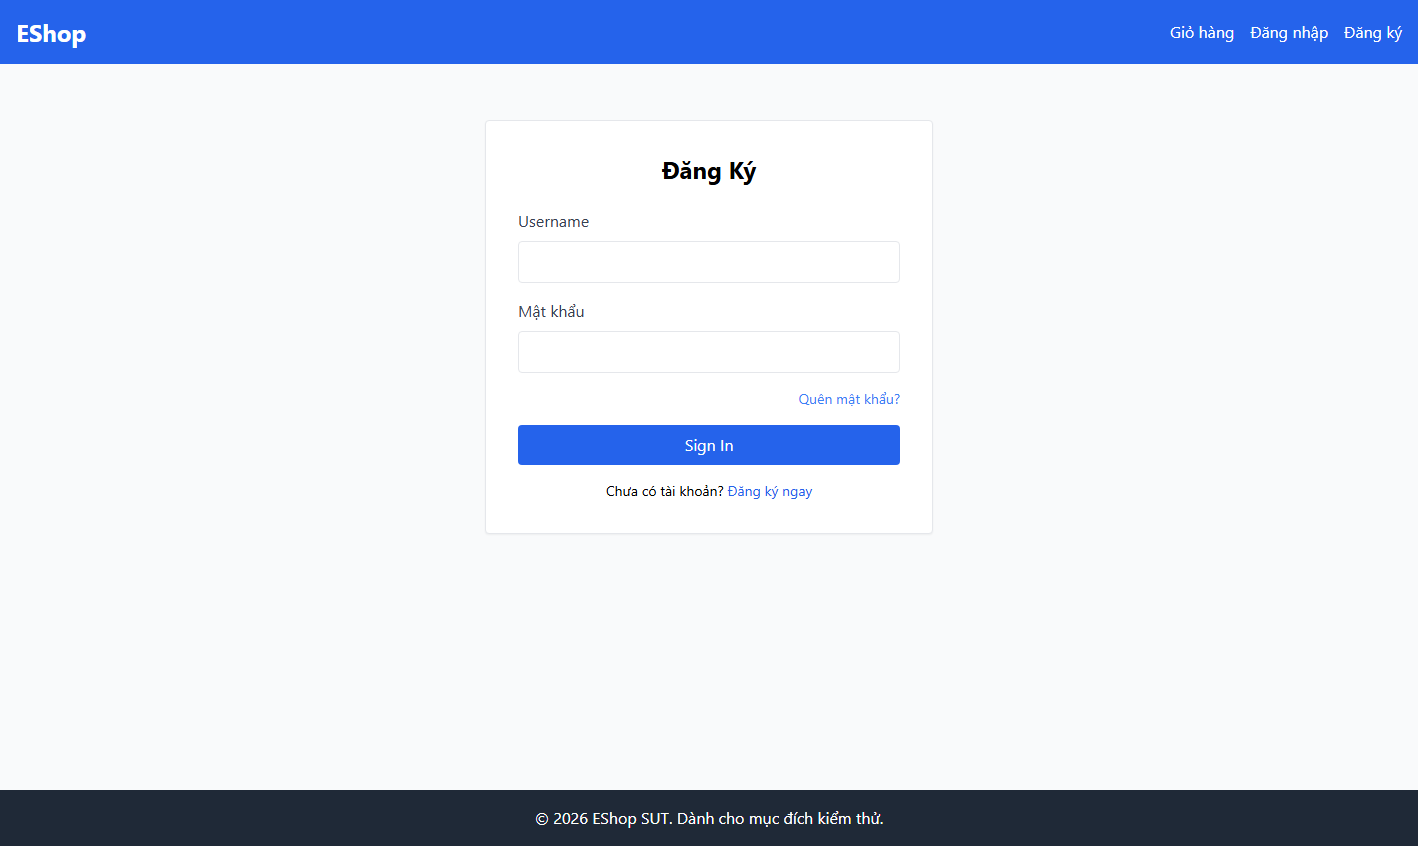 EShop
Giỏ hàng Đăng nhập Đăng ký
Đăng Ký
Username
Mật khẩu
Quên mật khẩu?
Sign In
Chưa có tài khoản? Đăng ký ngay
© 2026 EShop SUT. Dành cho mục đích kiểm thử.